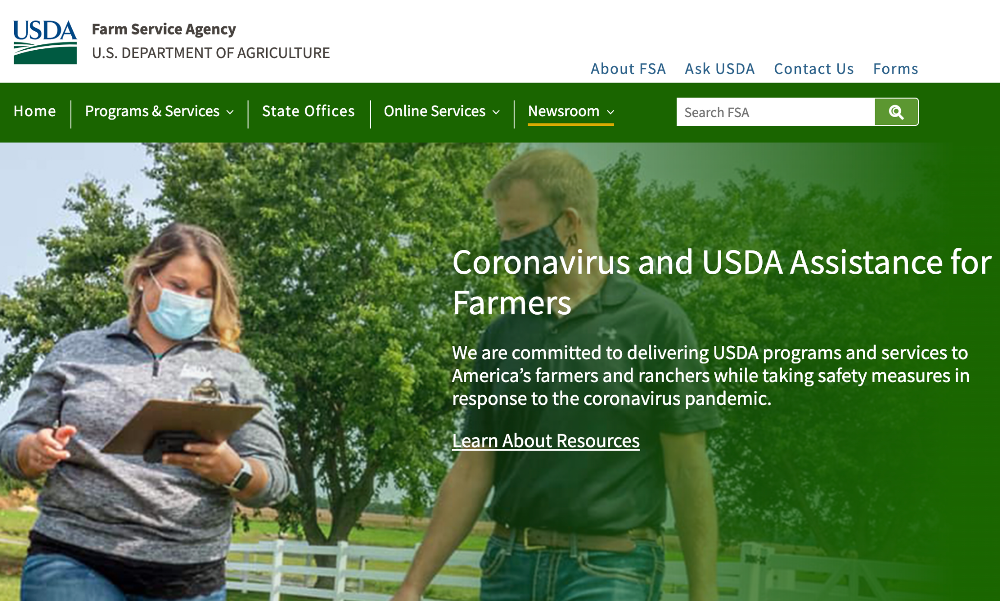 USDA
Farm Service Agency
U.S. DEPARTMENT OF AGRICULTURE
About FSA Ask USDA Contact Us Forms
Home Programs & Services State Offices Online Services Newsroom Search FSA
Coronavirus and USDA Assistance for
Farmers
We are committed to delivering USDA programs and services to
America’s farmers and ranchers while taking safety measures in
response to the coronavirus pandemic.
Learn About Resources